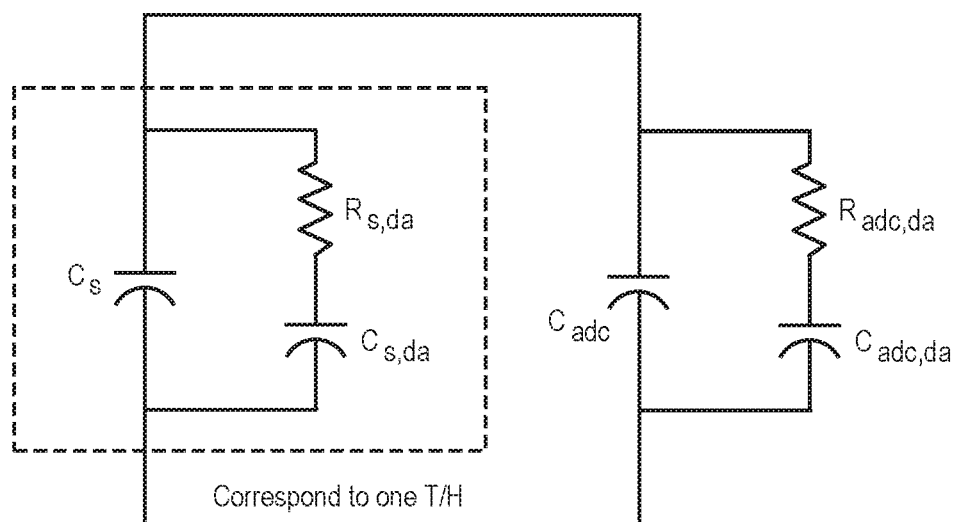 R s,da
R adc,da
C s
C s,da
C adc
C adc,da
Correspond to one T/H